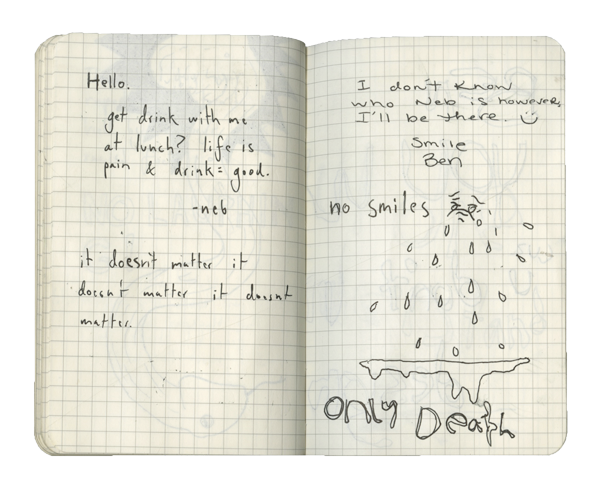 Hello.
get drink with me
at lunch? life is
pain & drink = good.
-neb
it doesn't matter it
doesn't matter it doesnt
matter.
I don't know
who Neb is however,
I'll be there.
Smile
Ben
no smiles
only Death